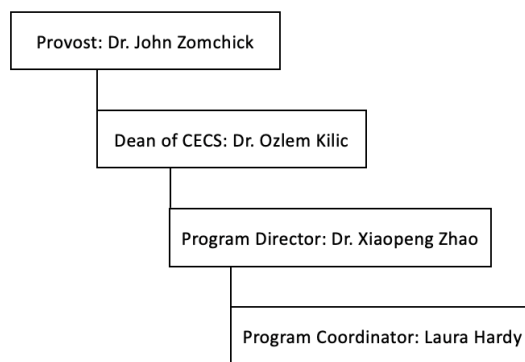 Provost: Dr. John Zomchick
Dean of CECS: Dr. Ozlem Kilic
Program Director: Dr. Xiaopeng Zhao
Program Coordinator: Laura Hardy